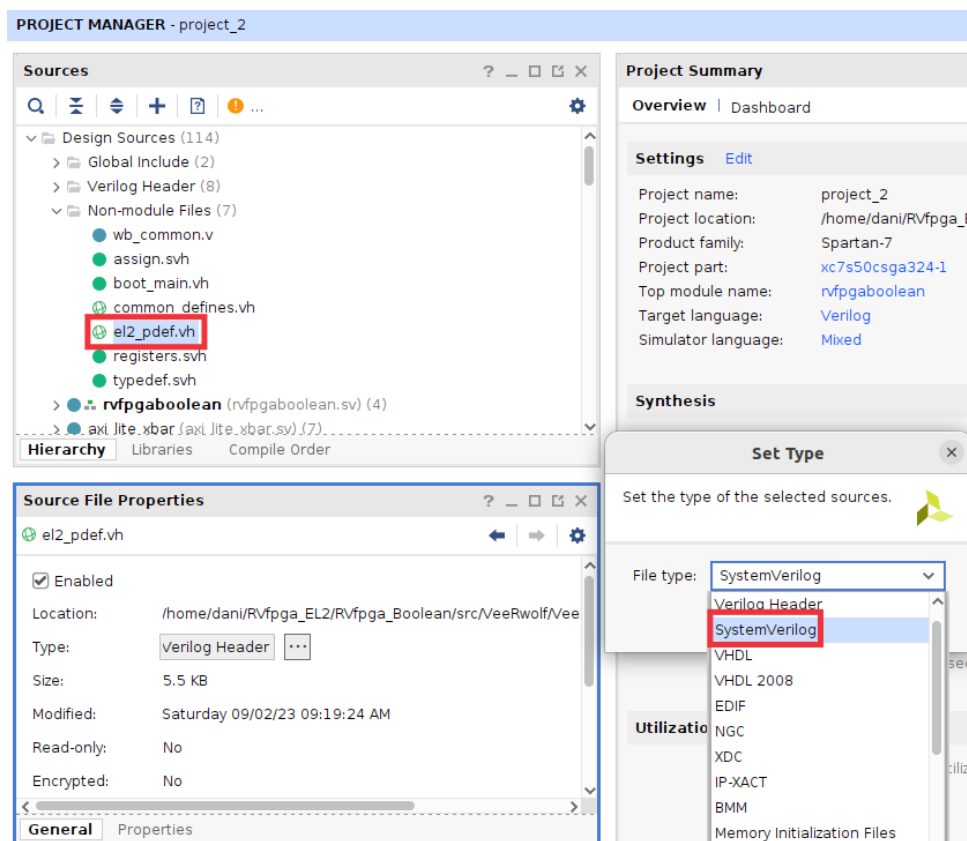 PROJECT MANAGER - project_2
Sources
? _
...
Design Sources (114)
Global Include (2)
Verilog Header (8)
Non-module Files (7)
wb_common.v
assign.svh
boot_main.vh
common_defines.vh
el2_pdef.vh
registers.svh
typedef.svh
rvfpgaboolean (rvfpgaboolean.sv) (4)
axi_lite_xbar (axi_lite_xbar.sv) (7)
Hierarchy Libraries Compile Order
Source File Properties
? _
el2_pdef.vh
Enabled
Location: /home/dani/RVfpga_EL2/RVfpga_Boolean/src/VeeRwolf/Vee
Type: Verilog Header ...
Size: 5.5 KB
Modified: Saturday 09/02/23 09:19:24 AM
Read-only: No
Encrypted: No
General Properties
Project Summary
Overview | Dashboard
Settings Edit
Project name: project_2
Project location: /home/dani/RVfpga_
Product family: Spartan-7
Project part: xc7s50csga324-1
Top module name: rvfpgaboolean
Target language: Verilog
Simulator language: Mixed
Synthesis
Set Type
Set the type of the selected sources.
File type: SystemVerilog
Verilog Header
SystemVerilog
VHDL
VHDL 2008
EDIF
NGC
XDC
IP-XACT
BMM
Memory Initialization Files
Utilizatio